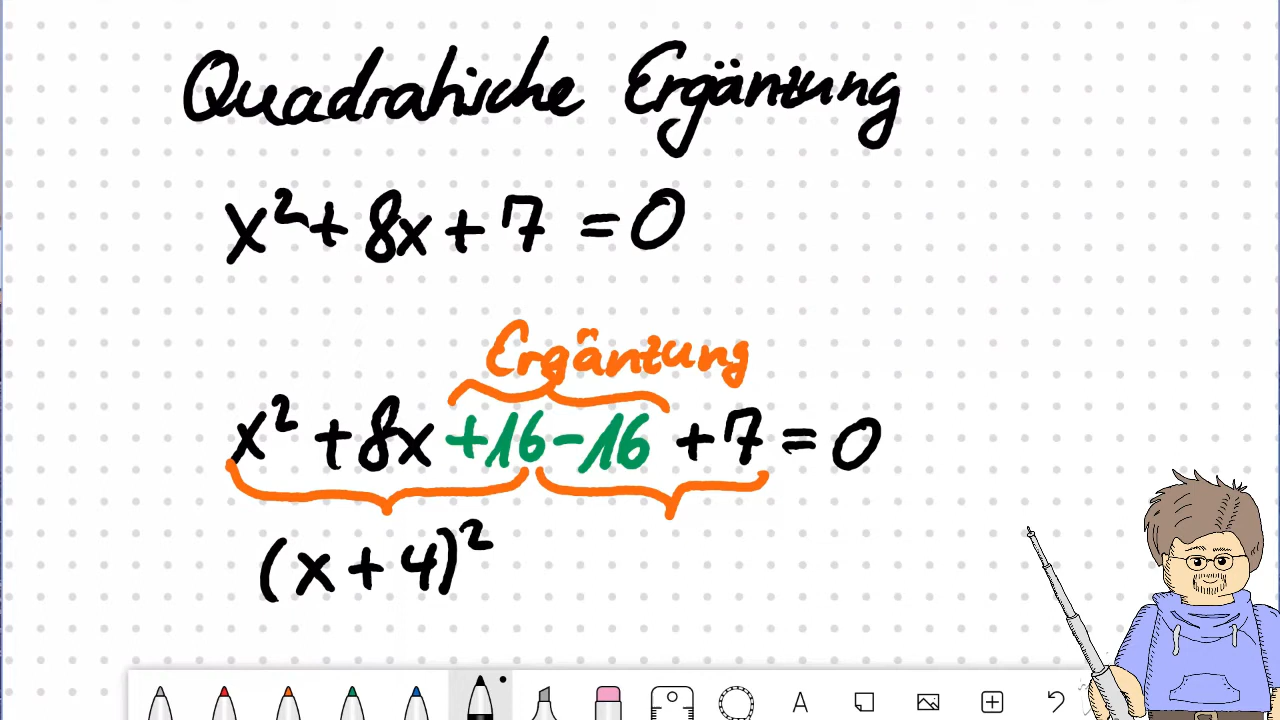 Quadratische Ergänzung
x² + 8x + 7 = 0
Ergänzung
x² + 8x + 16 - 16 + 7 = 0
(x + 4)²
A